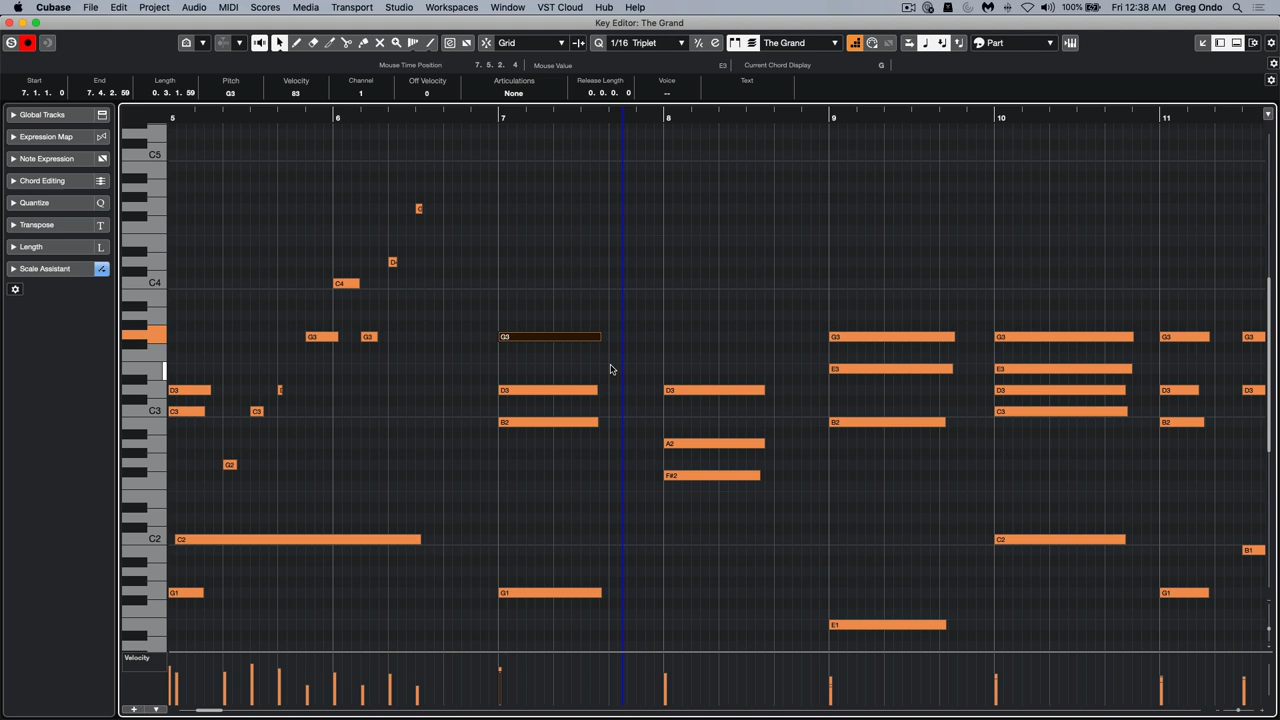 Cubase File Edit Project Audio MIDI Scores Media Transport Studio Workspaces Window VST Cloud Hub Help 100% Fri 12:38 AM Greg Ondo
Key Editor: The Grand
Grid 1/16 Triplet The Grand Part
Mouse Time Position 7. 5. 2. 4 Mouse Value E3 Current Chord Display G
Start End Length Pitch Velocity Channel Off Velocity Articulations Release Length Voice Text
7. 1. 1. 0 7. 4. 2. 59 0. 3. 1. 59 G3 83 1 0 None 0. 0. 0. 0 --
Global Tracks
Expression Map
Note Expression
Chord Editing
Quantize Q
Transpose T
Length L
Scale Assistant
5 6 7 8 9 10 11
C5
C4 C4
G3 G3 G3 G3 G3 G3 G3
E3 E3
D3 D3 D3 D3 D3 D3
C3 C3 C3 C3
B2 B2 B2
A2
G2
F#2
C2 C2 C2
B1
G1 G1 G1
E1
Velocity